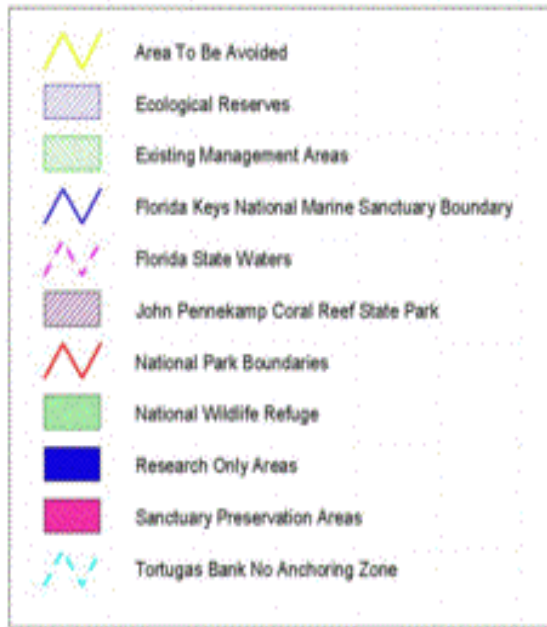 Area To Be Avoided
Ecological Reserves
Existing Management Areas
Florida Keys National Marine Sanctuary Boundary
Florida State Waters
John Pennekamp Coral Reef State Park
National Park Boundaries
National Wildlife Refuge
Research Only Areas
Sanctuary Preservation Areas
Tortugas Bank No Anchoring Zone